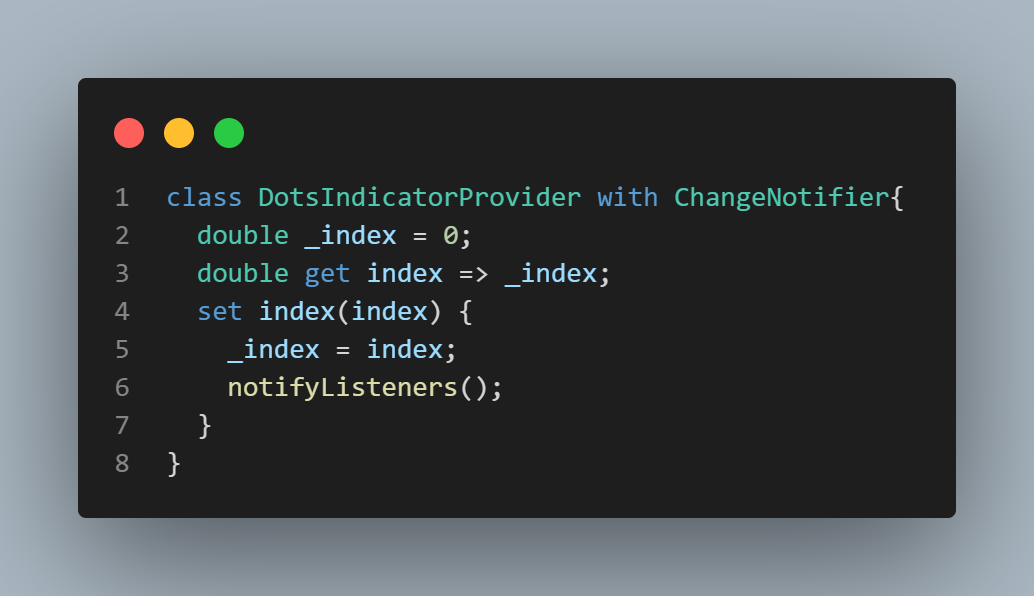 1 class DotsIndicatorProvider with ChangeNotifier{
2   double _index = 0;
3   double get index => _index;
4   set index(index) {
5     _index = index;
6     notifyListeners();
7   }
8 }